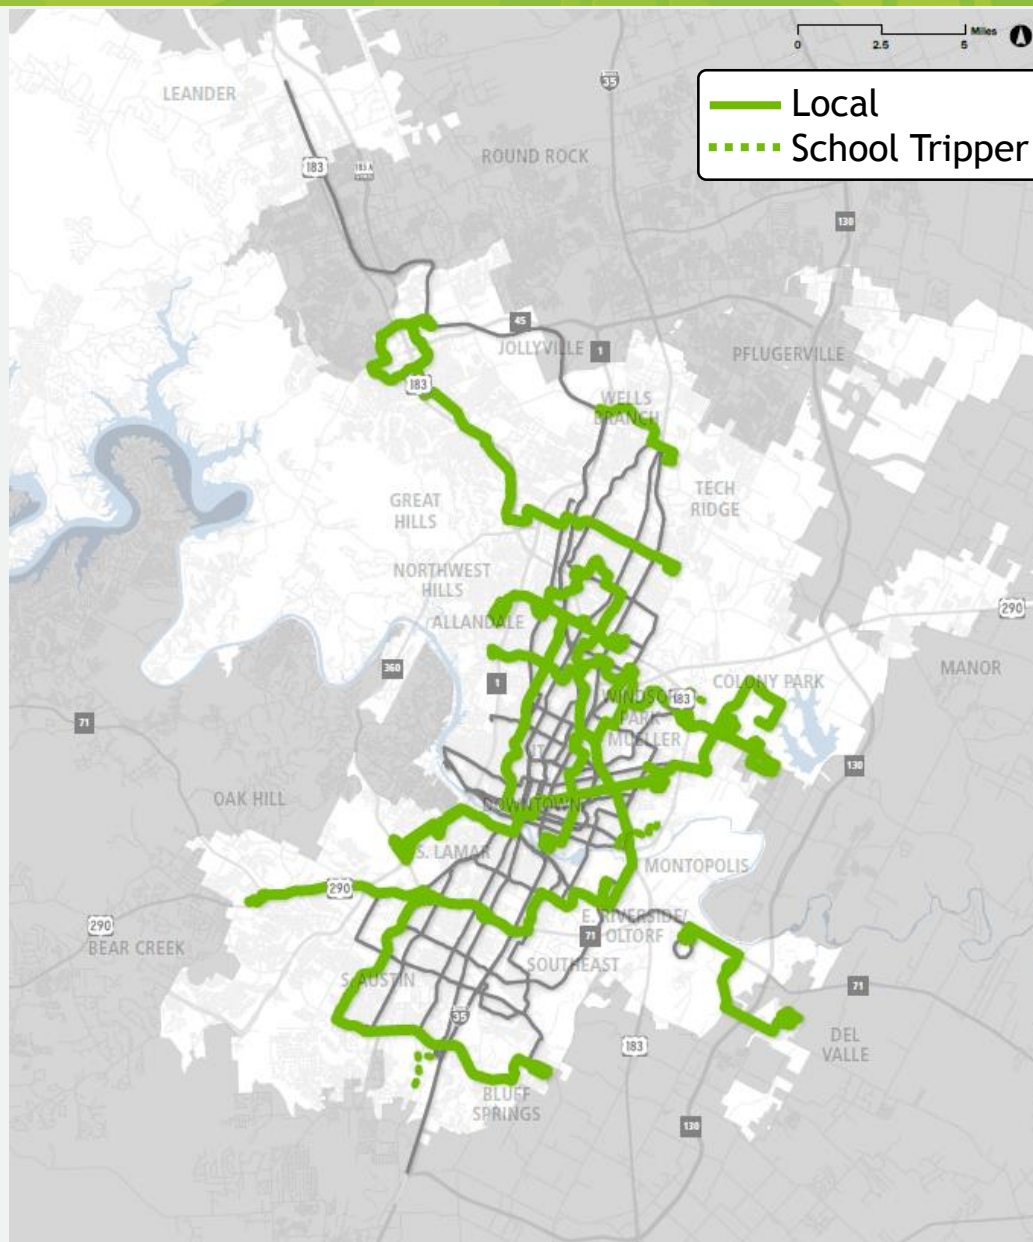 Miles
0
2.5
5
Local
School Tripper
LEANDER
35
ROUND ROCK
183
183 A
130
45
JOLLYVILLE
1
PFLUGERVILLE
183
WELLS
BRANCH
GREAT
HILLS
TECH
RIDGE
NORTHWEST
HILLS
ALLANDALE
290
360
1
MANOR
COLONY PARK
183
WINDSOR
PARK
MUELLER
71
130
OAK HILL
DOWNTOWN
S. LAMAR
MONTOPOLIS
290
E. RIVERSIDE/
OLTORF
290
BEAR CREEK
71
SOUTHEAST
S. AUSTIN
71
35
183
DEL
VALLE
BLUFF
SPRINGS
130